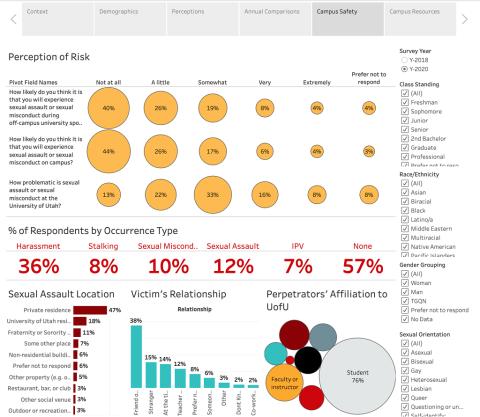 Context
Demographics
Perceptions
Annual Comparisons
Campus Safety
Campus Resources
Perception of Risk
Pivot Field Names
Not at all
A little
Somewhat
Very
Extremely
Prefer not to
respond
How likely do you think it is
that you will experience
sexual assault or sexual
misconduct during
off-campus university spo..
40%
26%
19%
8%
4%
4%
How likely do you think it is
that you will experience
sexual assault or sexual
misconduct on campus?
44%
26%
17%
6%
4%
3%
How problematic is sexual
assault or sexual
misconduct at the
University of Utah?
13%
22%
33%
16%
8%
8%
% of Respondents by Occurrence Type
Harassment
Stalking
Sexual Miscond..
Sexual Assault
IPV
None
36%
8%
10%
12%
7%
57%
Sexual Assault Location
Private residence 47%
University of Utah resi.. 18%
Fraternity or Sorority .. 11%
Some other place 7%
Non-residential buildi.. 6%
Prefer not to respond 6%
Other property (e.g. o.. 5%
Restaurant, bar, or club 3%
Other social venue 3%
Outdoor or recreation.. 3%
Victim's Relationship
Relationship
38%
15%
14%
12%
8%
6%
3%
2%
2%
Friend o..
Stranger
At the ti..
Teacher ..
Prefer n..
Someon..
Other
Dont Kn..
Co-work..
Perpetrators' Affiliation to
UofU
Faculty or
instructor
Student
76%
Survey Year
Y-2018
Y-2020
Class Standing
(All)
Freshman
Sophomore
Junior
Senior
2nd Bachelor
Graduate
Professional
Prefer not to resp
Race/Ethnicity
(All)
Asian
Biracial
Black
Latino/a
Middle Eastern
Multiracial
Native American
Pacific Islanders
Gender Grouping
(All)
Woman
Man
TGQN
Prefer not to respond
No Data
Sexual Orientation
(All)
Asexual
Bisexual
Gay
Heterosexual
Lesbian
Queer
Questioning or un...
Self-identify